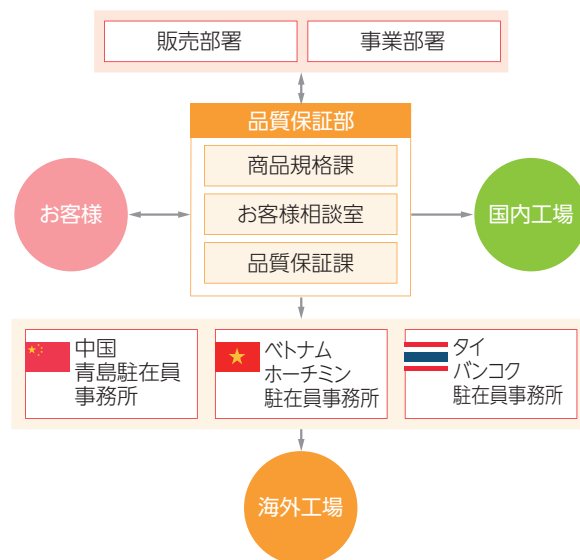 販売部署
事業部署
品質保証部
商品規格課
お客様相談室
品質保証課
お客様
国内工場
中国
青島駐在員
事務所
ベトナム
ホーチミン
駐在員事務所
タイ
バンコク
駐在員事務所
海外工場